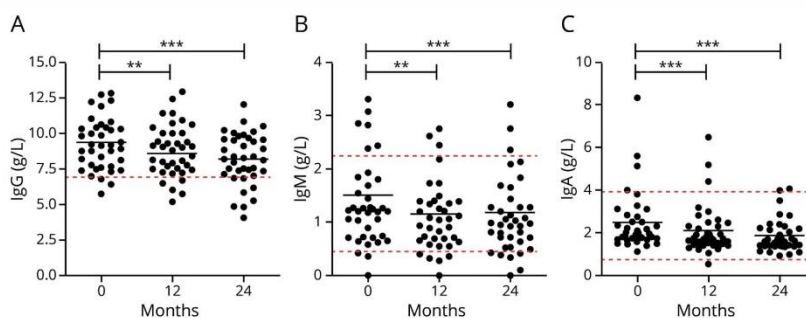 A
***
**
15.0
12.5
10.0
7.5
5.0
2.5
0.0
IgG (g/L)
0 12 24
Months
B
***
**
4
3
2
1
0
IgM (g/L)
0 12 24
Months
C
***
***
10
8
6
4
2
0
IgA (g/L)
0 12 24
Months